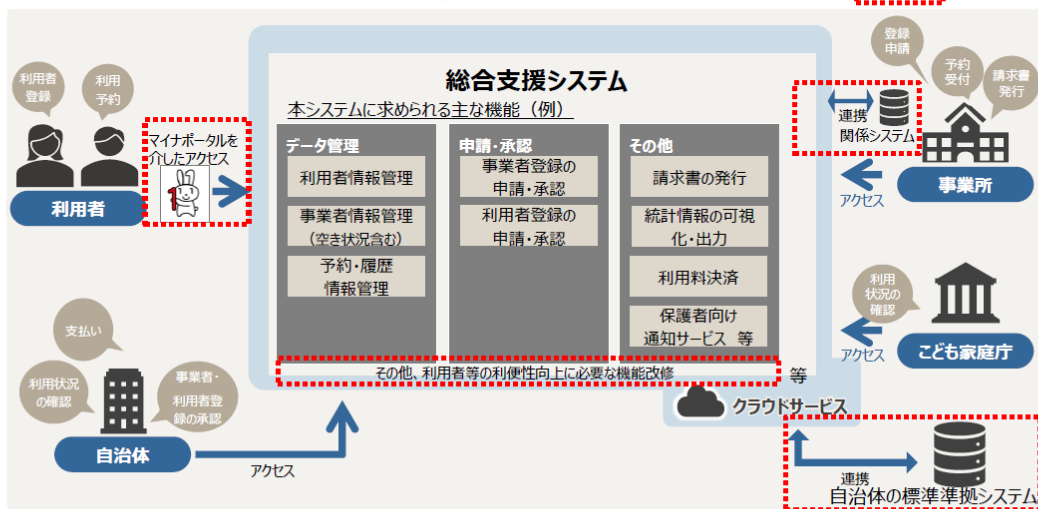 総合支援システム
本システムに求められる主な機能（例）
データ管理
利用者情報管理
事業者情報管理
（空き状況含む）
予約・履歴
情報管理
申請・承認
事業者登録の
申請・承認
利用者登録の
申請・承認
その他
請求書の発行
統計情報の可視
化・出力
利用料決済
保護者向け
通知サービス 等
その他、利用者等の利便性向上に必要な機能改修
等
クラウドサービス
利用者
登録
利用
予約
マイナポータルを
介したアクセス
利用者
支払い
利用状況
の確認
事業者・
利用者登
録の承認
自治体
アクセス
登録
申請
予約
受付
請求書
発行
連携
関係システム
事業所
アクセス
利用
状況の
確認
こども家庭庁
アクセス
連携
自治体の標準準拠システム